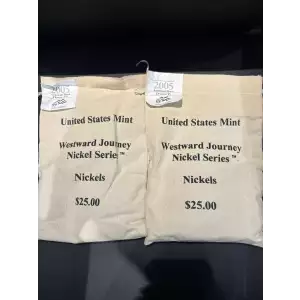 2005
United States Mint
Westward Journey
Nickel Series™
Nickels
$25.00
2005
United States Mint
Westward Journey
Nickel Series™
Nickels
$25.00